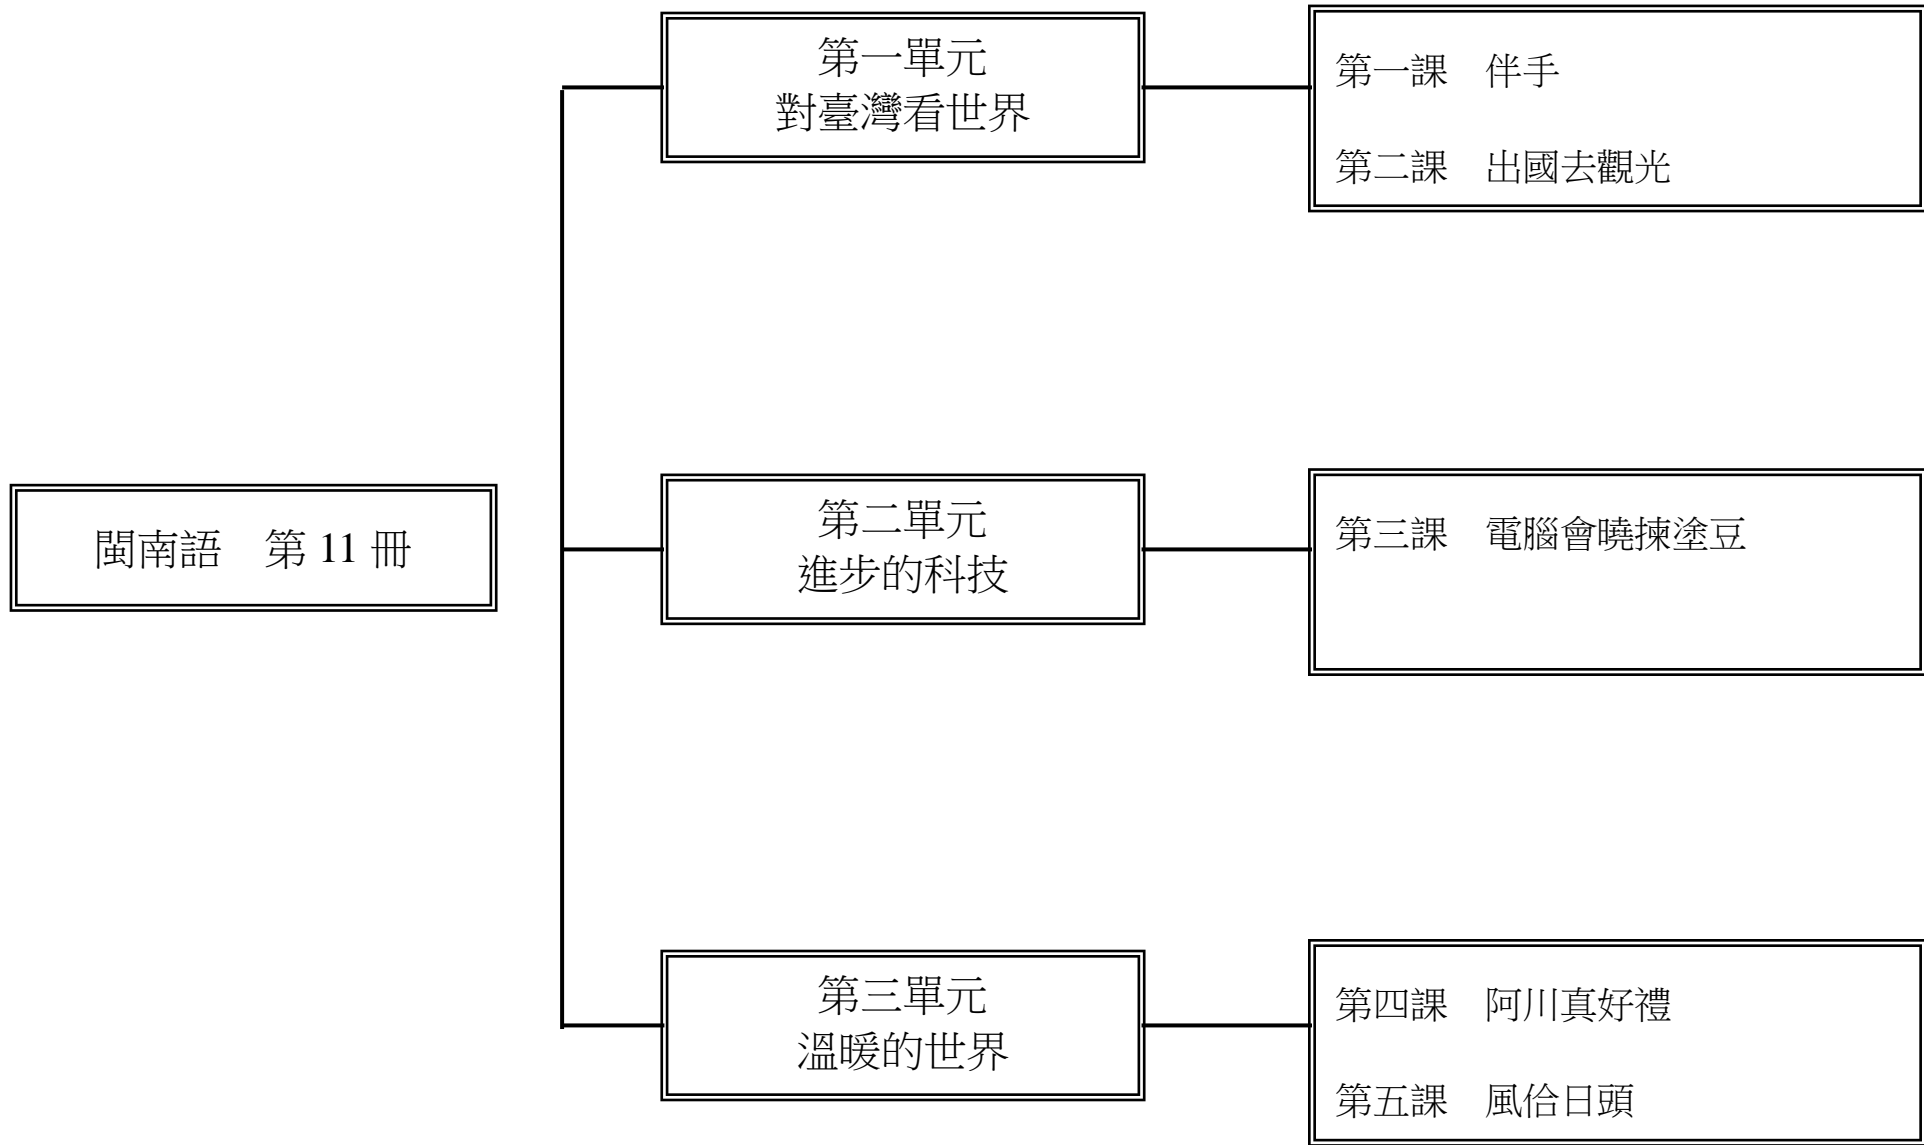 閩南語　第 11 冊
第一單元
對臺灣看世界
第一課　伴手
第二課　出國去觀光
第二單元
進步的科技
第三課　電腦會曉揀塗豆
第三單元
溫暖的世界
第四課　阿川真好禮
第五課　風佮日頭